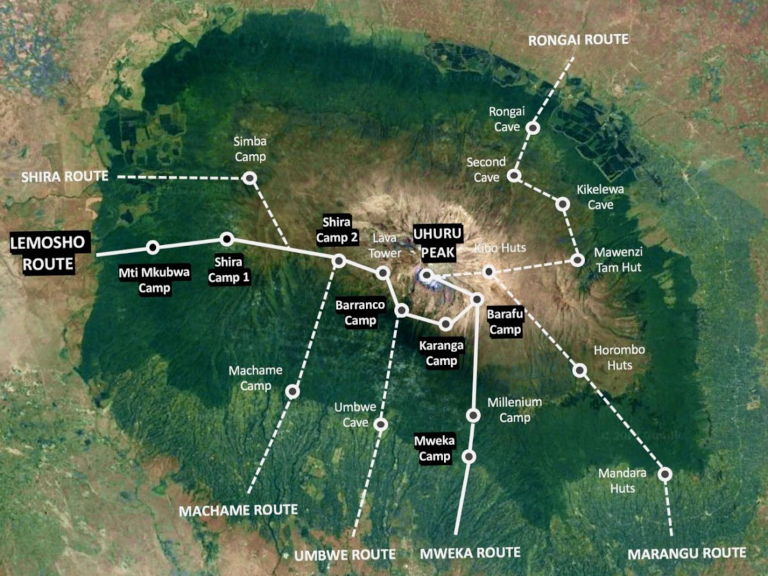 RONGAI ROUTE
Rongai
Cave
Simba
Camp
Second
Cave
SHIRA ROUTE
Kikelewa
Cave
LEMOSHO
ROUTE
Shira
Camp 2
Lava
Tower
UHURU
PEAK
Kibo Huts
Mawenzi
Tarn Hut
Mti Mkubwa
Camp
Shira
Camp 1
Barranco
Camp
Karanga
Camp
Barafu
Camp
Horombo
Huts
Machame
Camp
Umbwe
Cave
Millenium
Camp
Mweka
Camp
Mandara
Huts
MACHAME ROUTE
UMBWE ROUTE
MWEKA ROUTE
MARANGU ROUTE